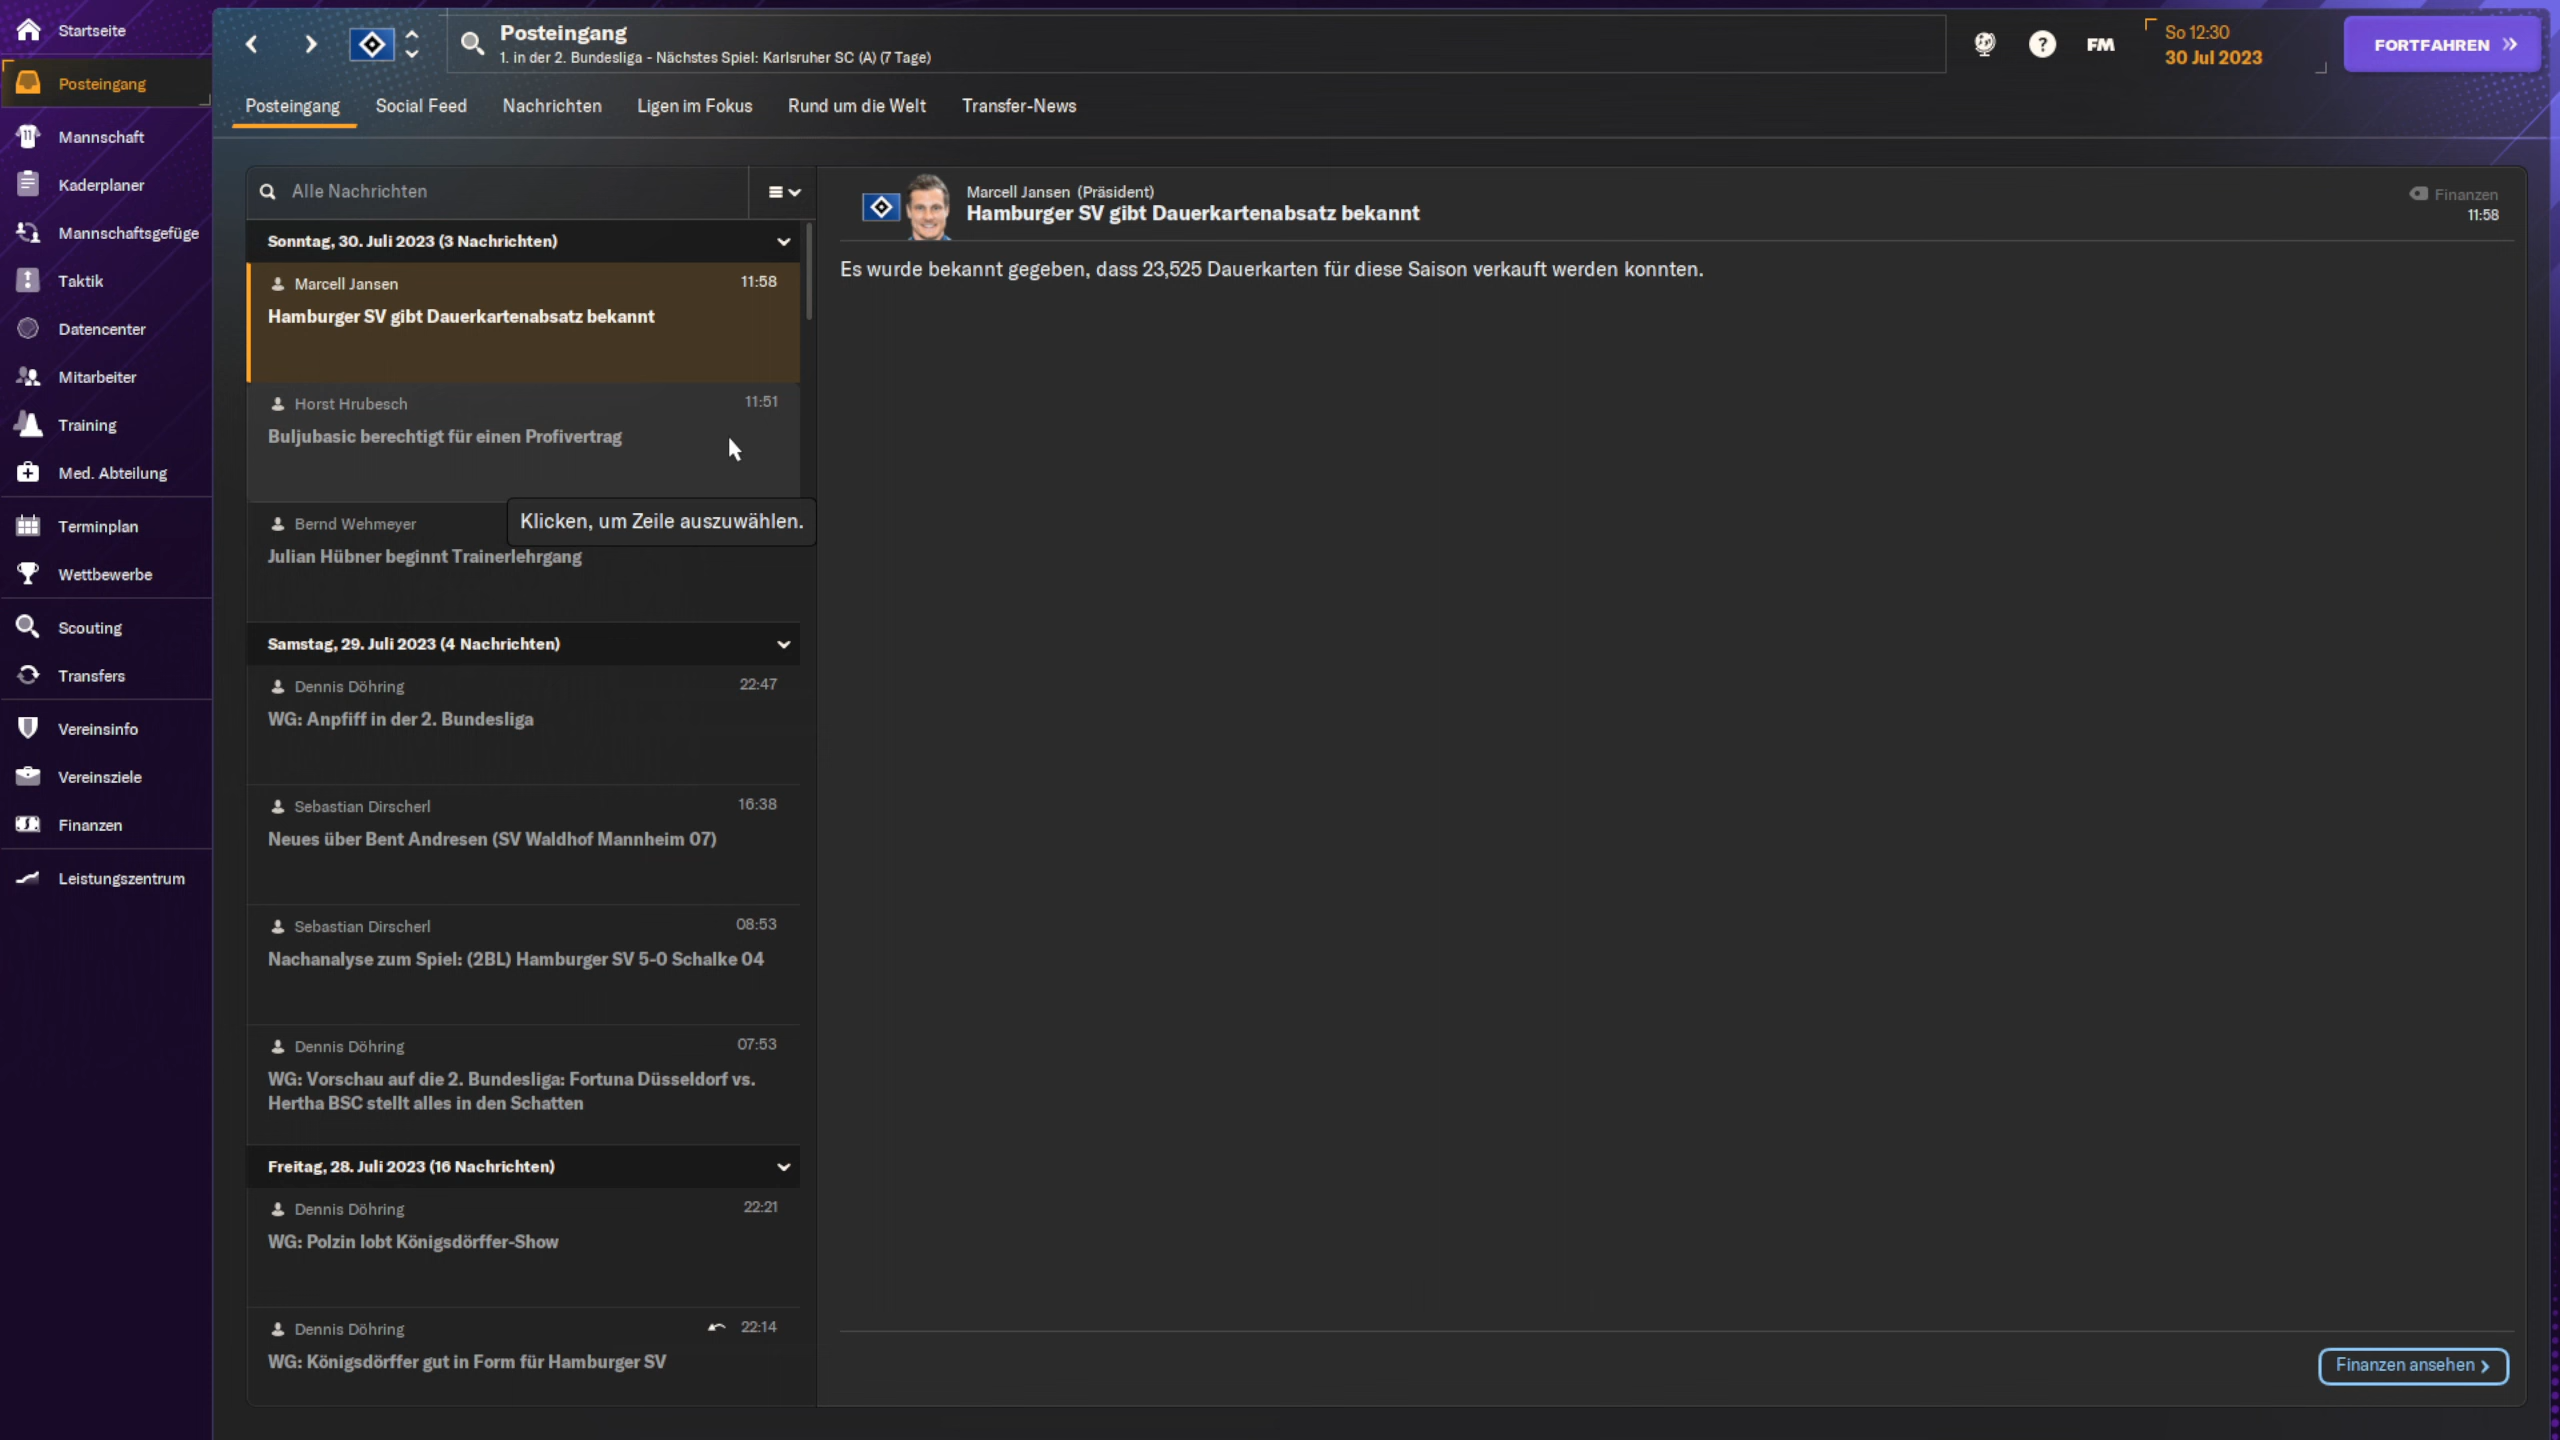 Startseite
Posteingang
Mannschaft
Kaderplaner
Mannschaftsgefüge
Taktik
Datencenter
Mitarbeiter
Training
Med. Abteilung
Terminplan
Wettbewerbe
Scouting
Transfers
Vereinsinfo
Vereinsziele
Finanzen
Leistungszentrum
Posteingang
1. in der 2. Bundesliga - Nächstes Spiel: Karlsruher SC (A) (7 Tage)
?
FM
So 12:30
30 Jul 2023
FORTFAHREN
Posteingang Social Feed Nachrichten Ligen im Fokus Rund um die Welt Transfer-News
Alle Nachrichten
Sonntag, 30. Juli 2023 (3 Nachrichten)
Marcell Jansen 11:58
Hamburger SV gibt Dauerkartenabsatz bekannt
Horst Hrubesch 11:51
Buljubasic berechtigt für einen Profivertrag
Bernd Wehmeyer
Klicken, um Zeile auszuwählen.
Julian Hübner beginnt Trainerlehrgang
Samstag, 29. Juli 2023 (4 Nachrichten)
Dennis Döhring 22:47
WG: Anpfiff in der 2. Bundesliga
Sebastian Dirscherl 16:38
Neues über Bent Andresen (SV Waldhof Mannheim 07)
Sebastian Dirscherl 08:53
Nachanalyse zum Spiel: (2BL) Hamburger SV 5-0 Schalke 04
Dennis Döhring 07:53
WG: Vorschau auf die 2. Bundesliga: Fortuna Düsseldorf vs.
Hertha BSC stellt alles in den Schatten
Freitag, 28. Juli 2023 (16 Nachrichten)
Dennis Döhring 22:21
WG: Polzin lobt Königsdörffer-Show
Dennis Döhring 22:14
WG: Königsdörffer gut in Form für Hamburger SV
Marcell Jansen (Präsident)
Hamburger SV gibt Dauerkartenabsatz bekannt
Finanzen
11:58
Es wurde bekannt gegeben, dass 23,525 Dauerkarten für diese Saison verkauft werden konnten.
Finanzen ansehen